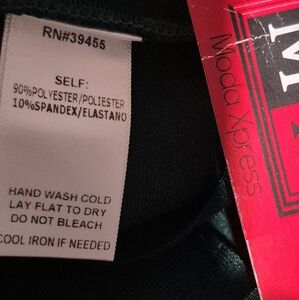 RN#39455
SELF:
90%POLYESTER/POLIESTER
10%SPANDEX/ELASTANO
HAND WASH COLD
LAY FLAT TO DRY
DO NOT BLEACH
COOL IRON IF NEEDED
M
Moda Xpress